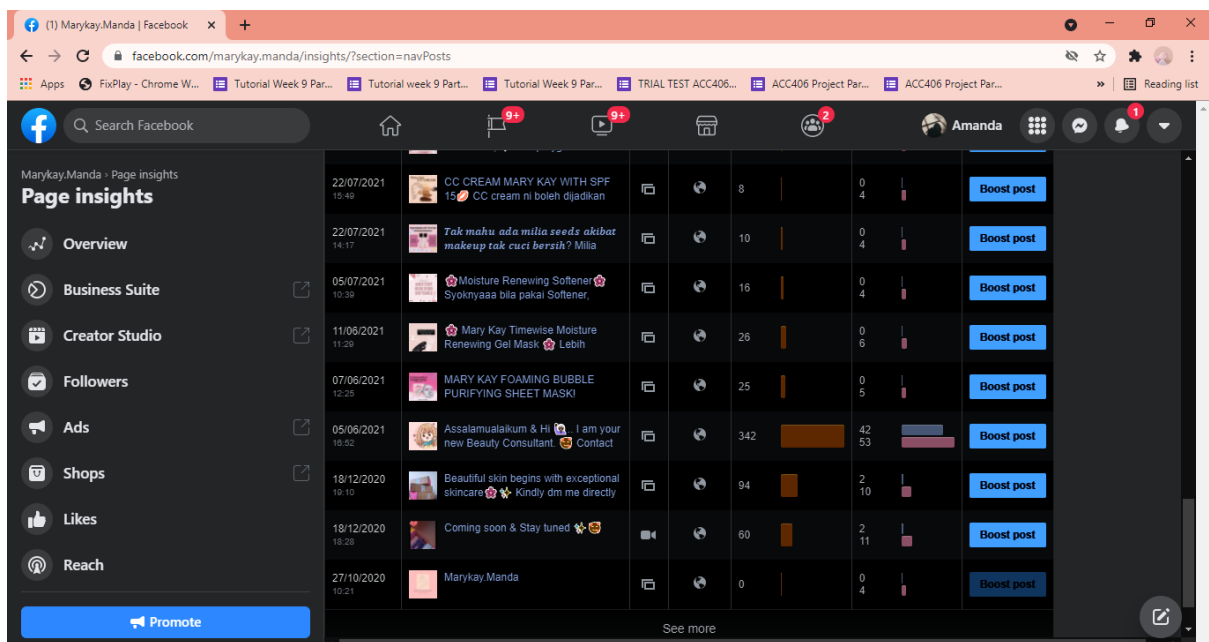 (1) Marykay.Manda | Facebook
facebook.com/marykay.manda/insights/?section=navPosts
Apps FixPlay - Chrome W... Tutorial Week 9 Par... Tutorial week 9 Part... Tutorial Week 9 Par... TRIAL TEST ACC406... ACC406 Project Par... ACC406 Project Par... » Reading list
Search Facebook 9+ 9+ 2 Amanda 1
Marykay.Manda › Page insights
Page insights
Overview
Business Suite
Creator Studio
Followers
Ads
Shops
Likes
Reach
Promote
22/07/2021
15:49
CC CREAM MARY KAY WITH SPF
15💋 CC cream ni boleh dijadikan
8
0
4
Boost post
22/07/2021
14:17
Tak mahu ada milia seeds akibat
makeup tak cuci bersih? Milia
10
0
4
Boost post
05/07/2021
10:39
🌸Moisture Renewing Softener🌸
Syoknyaaa bila pakai Softener,
16
0
4
Boost post
11/06/2021
11:29
🌸 Mary Kay Timewise Moisture
Renewing Gel Mask 🌸 Lebih
26
0
6
Boost post
07/06/2021
12:25
MARY KAY FOAMING BUBBLE
PURIFYING SHEET MASK!
25
0
5
Boost post
05/06/2021
16:52
Assalamualaikum & Hi 🙋🏻‍♀️... I am your
new Beauty Consultant. 🥰 Contact
342
42
53
Boost post
18/12/2020
19:10
Beautiful skin begins with exceptional
skincare🌸✨ Kindly dm me directly
94
2
10
Boost post
18/12/2020
18:28
Coming soon & Stay tuned ✨🥰
60
2
11
Boost post
27/10/2020
10:21
Marykay.Manda
0
0
4
Boost post
See more